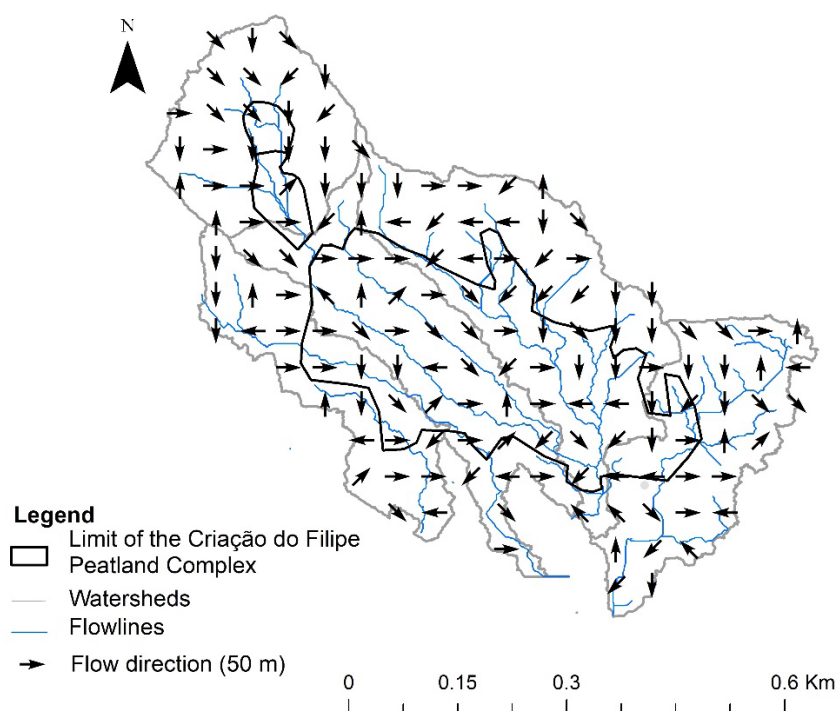 N
Legend
Limit of the Criação do Filipe
Peatland Complex
Watersheds
Flowlines
Flow direction (50 m)
0 0.15 0.3 0.6 Km